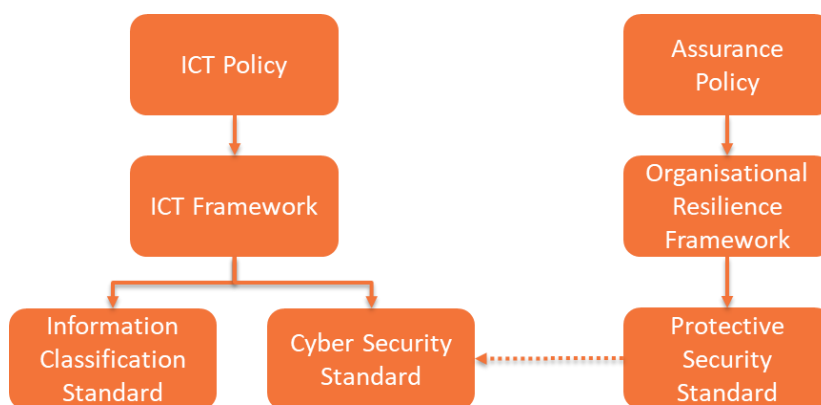 ICT Policy
Assurance
Policy
ICT Framework
Organisational
Resilience
Framework
Information
Classification
Standard
Cyber Security
Standard
Protective
Security
Standard